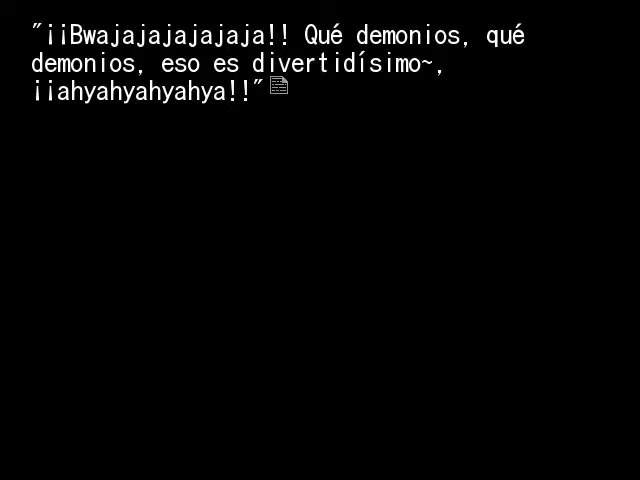 "¡¡Bwajajajajajaja!! Qué demonios, qué
demonios, eso es divertidísimo~,
¡¡ahyahyahyahya!!"